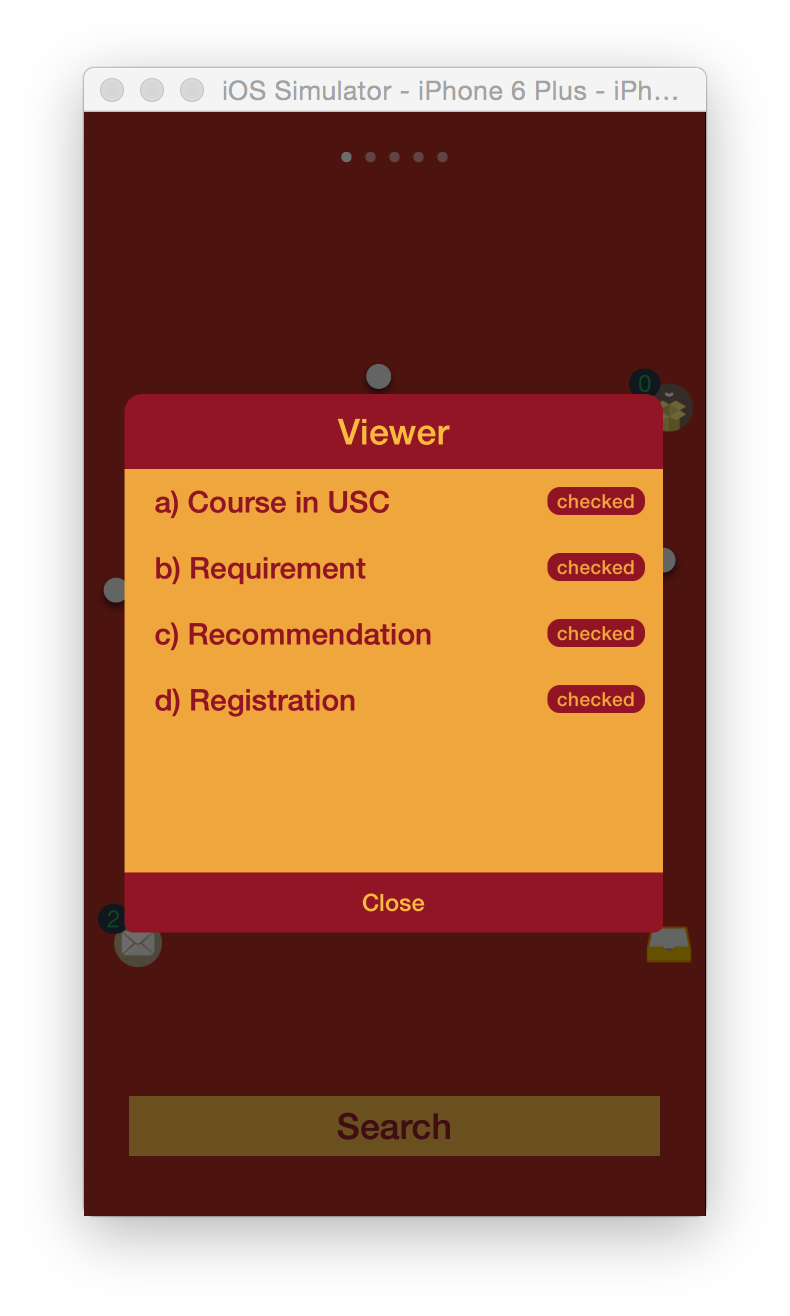 iOS Simulator - iPhone 6 Plus - iPh...
0
Viewer
a) Course in USC checked
b) Requirement checked
c) Recommendation checked
d) Registration checked
Close
2
Search